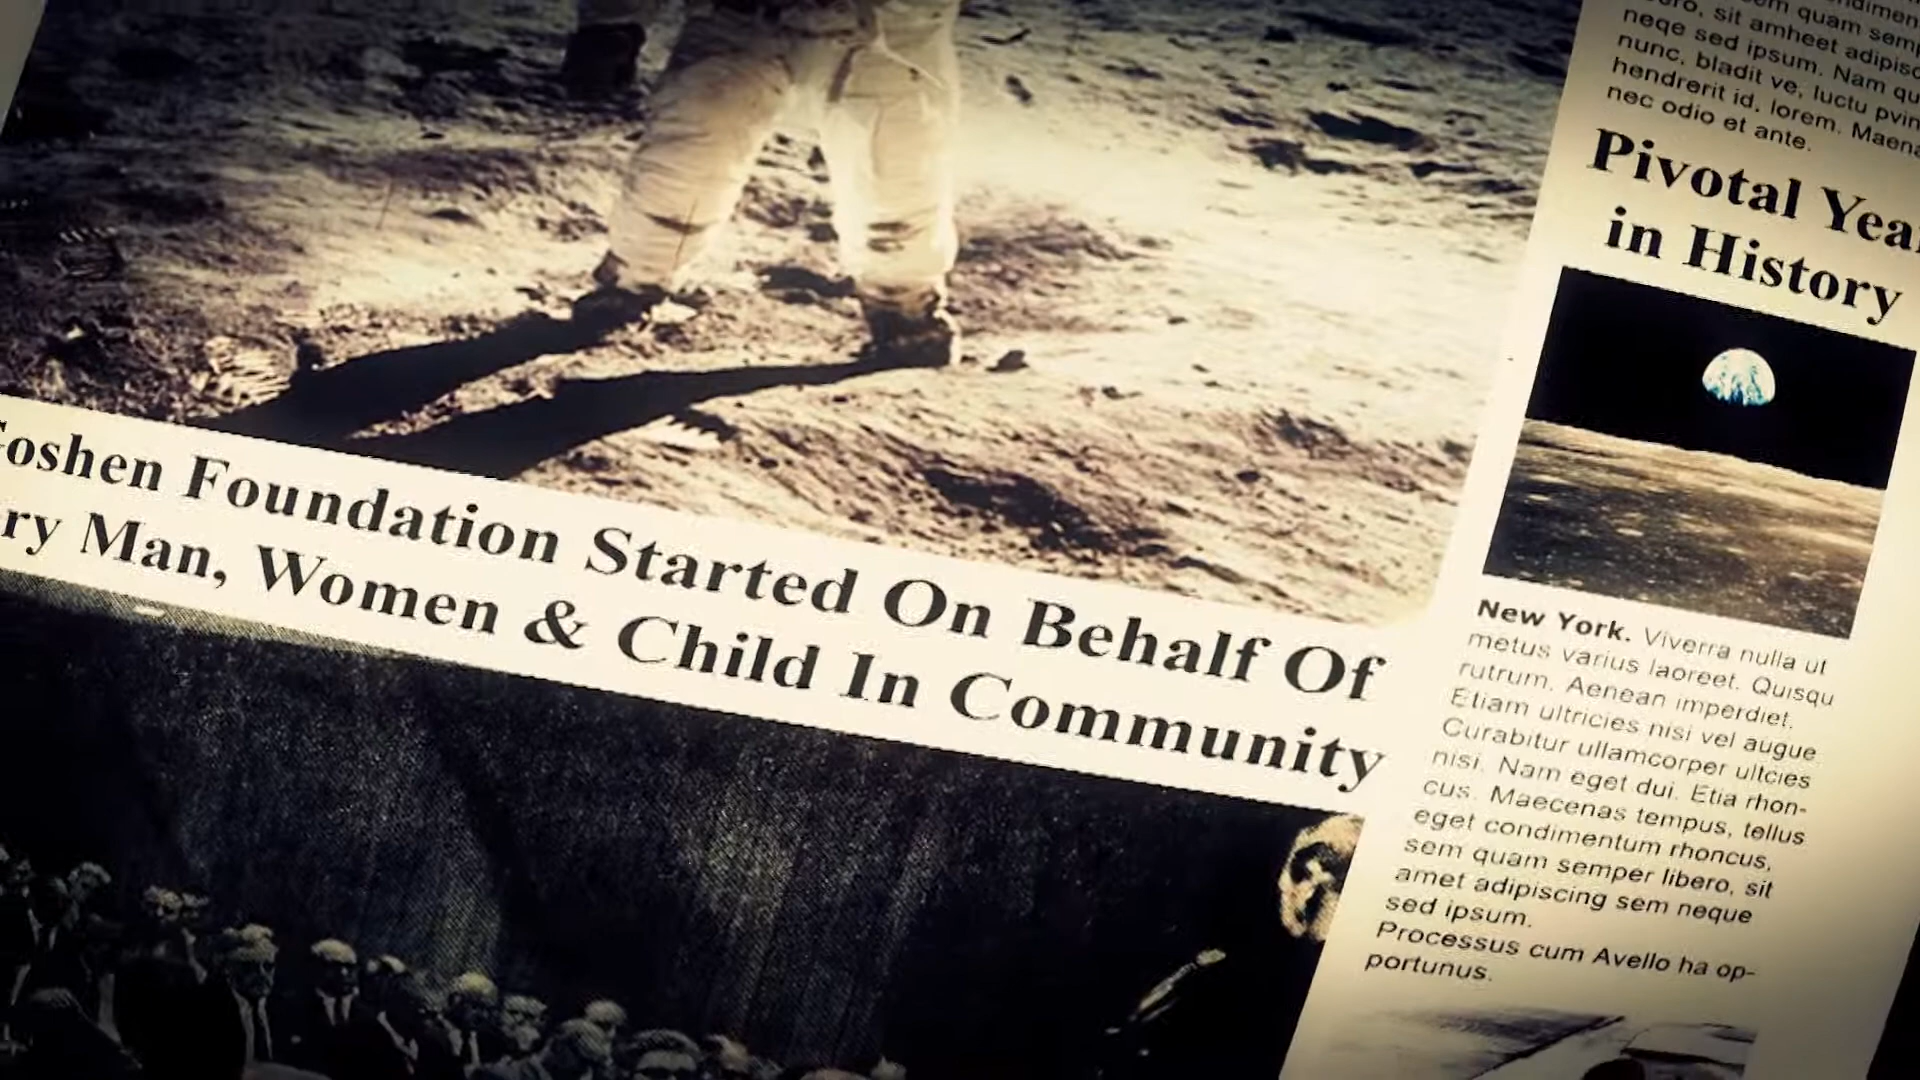 Goshen Foundation Started On Behalf Of
ry Man, Women & Child In Community
quam
sit amheet
neqe sed ipsum. Nam qu
nunc, bladit ve, luctu pvin
hendrerit id, lorem. Maena
nec odio et ante.
Pivotal Yea
in History
New York. Viverra nulla ut
metus varius laoreet. Quisqu
rutrum. Aenean imperdiet.
Etiam ultricies nisi vel augue
Curabitur ullamcorper ultcies
nisi. Nam eget dui. Etia rhon-
cus. Maecenas tempus, tellus
eget condimentum rhoncus,
sem quam semper libero, sit
amet adipiscing sem neque
sed ipsum.
Processus cum Avello ha op-
portunus.